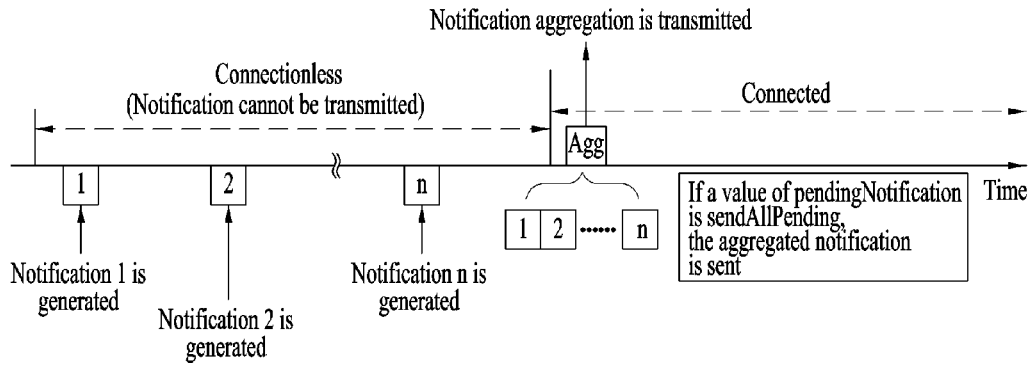 Notification aggregation is transmitted
Connectionless
(Notification cannot be transmitted)
Connected
Agg
1
2
n
Time
1 2 ...... n
If a value of pendingNotification
is sendAllPending,
the aggregated notification
is sent
Notification 1 is
generated
Notification 2 is
generated
Notification n is
generated